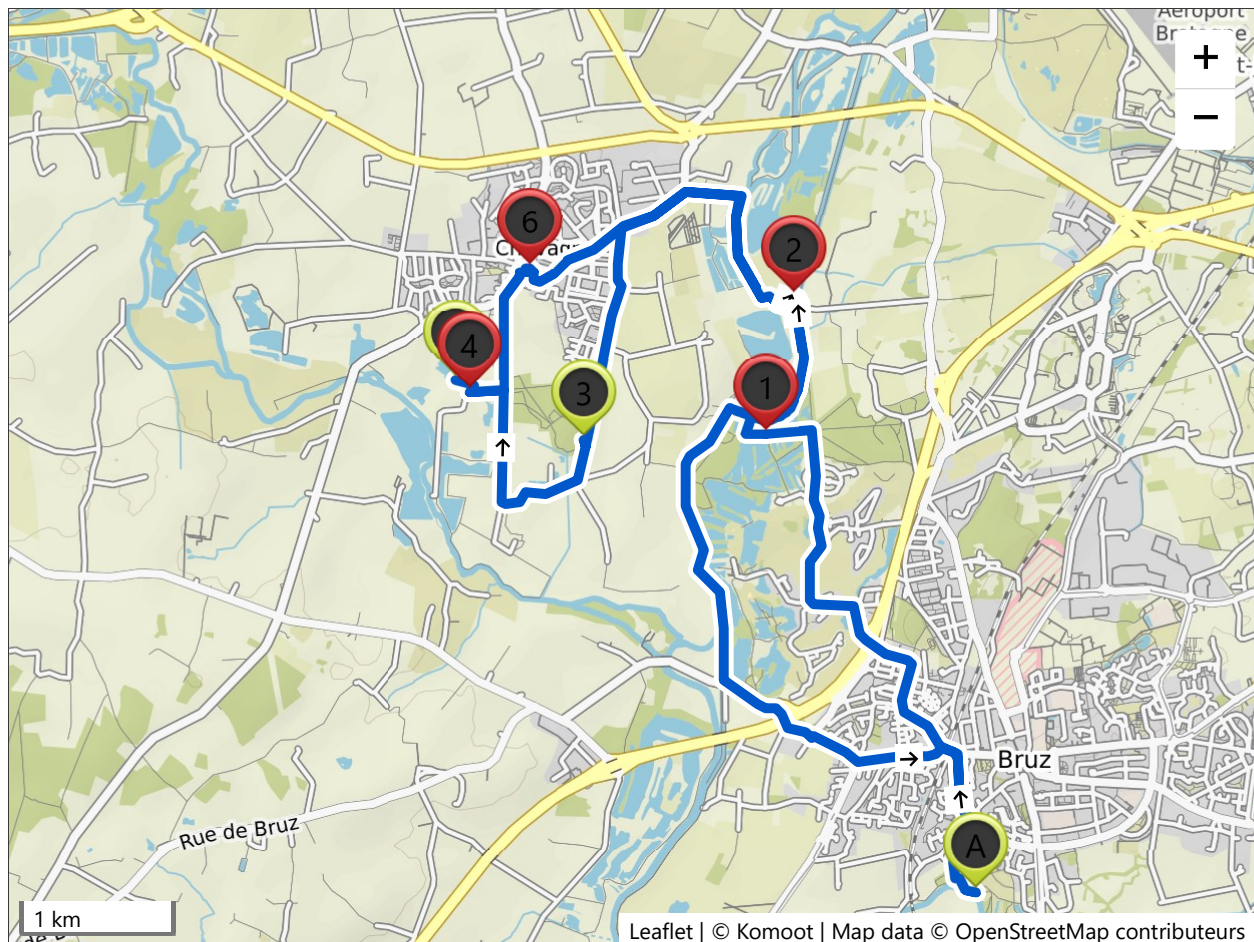 Aéroport
Bretagne
+
−
6
2
4
3
1
Bruz
Rue de Bruz
A
1 km
Leaflet | © Komoot | Map data © OpenStreetMap contributeurs